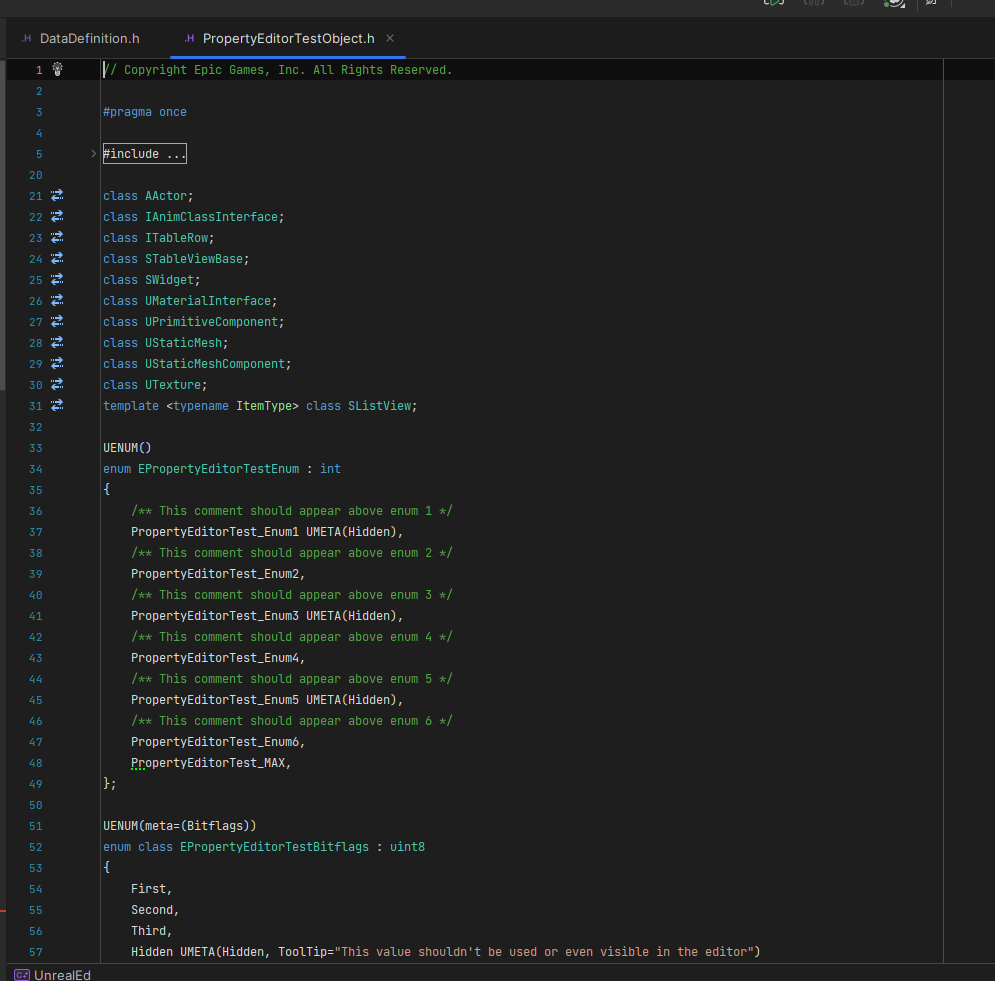 DataDefinition.h
PropertyEditorTestObject.h
1 // Copyright Epic Games, Inc. All Rights Reserved.
2
3 #pragma once
4
5 #include ...
20
21 class AActor;
22 class IAnimClassInterface;
23 class ITableRow;
24 class STableViewBase;
25 class SWidget;
26 class UMaterialInterface;
27 class UPrimitiveComponent;
28 class UStaticMesh;
29 class UStaticMeshComponent;
30 class UTexture;
31 template <typename ItemType> class SListView;
32
33 UENUM()
34 enum EPropertyEditorTestEnum : int
35 {
36 /** This comment should appear above enum 1 */
37 PropertyEditorTest_Enum1 UMETA(Hidden),
38 /** This comment should appear above enum 2 */
39 PropertyEditorTest_Enum2,
40 /** This comment should appear above enum 3 */
41 PropertyEditorTest_Enum3 UMETA(Hidden),
42 /** This comment should appear above enum 4 */
43 PropertyEditorTest_Enum4,
44 /** This comment should appear above enum 5 */
45 PropertyEditorTest_Enum5 UMETA(Hidden),
46 /** This comment should appear above enum 6 */
47 PropertyEditorTest_Enum6,
48 PropertyEditorTest_MAX,
49 };
50
51 UENUM(meta=(Bitflags))
52 enum class EPropertyEditorTestBitflags : uint8
53 {
54 First,
55 Second,
56 Third,
57 Hidden UMETA(Hidden, ToolTip="This value shouldn't be used or even visible in the editor")
UnrealEd